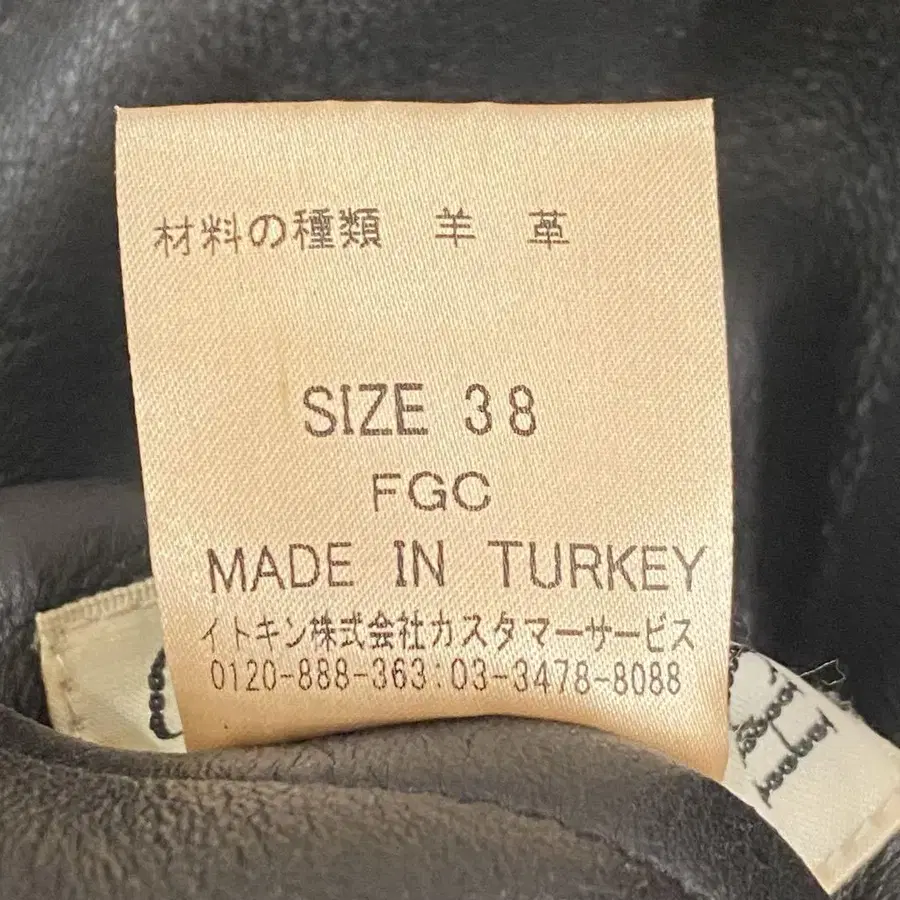 材料の種類 羊 革
SIZE 38
FGC
MADE IN TURKEY
イトキン株式会社カスタマーサービス
0120-888-363:03-3478-8088